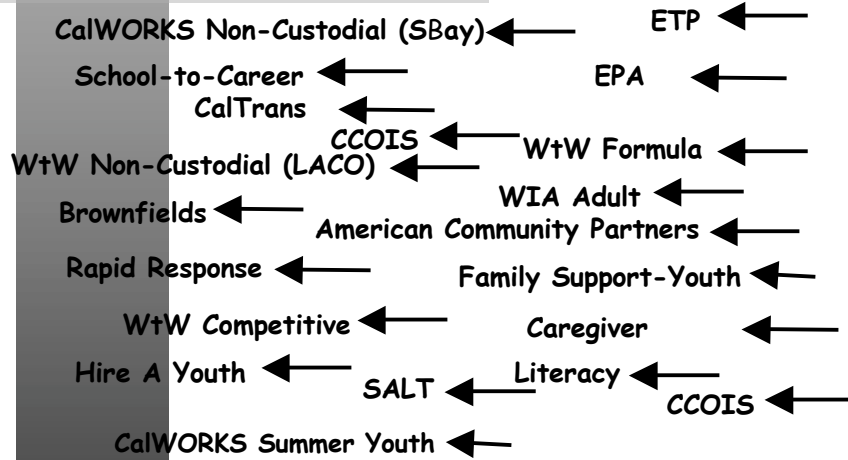 CalWORKS Non-Custodial (SBay)
ETP
School-to-Career
EPA
CalTrans
CCOIS
WtW Formula
WtW Non-Custodial (LACO)
WIA Adult
Brownfields
American Community Partners
Rapid Response
Family Support-Youth
WtW Competitive
Caregiver
Hire A Youth
Literacy
SALT
CCOIS
CalWORKS Summer Youth